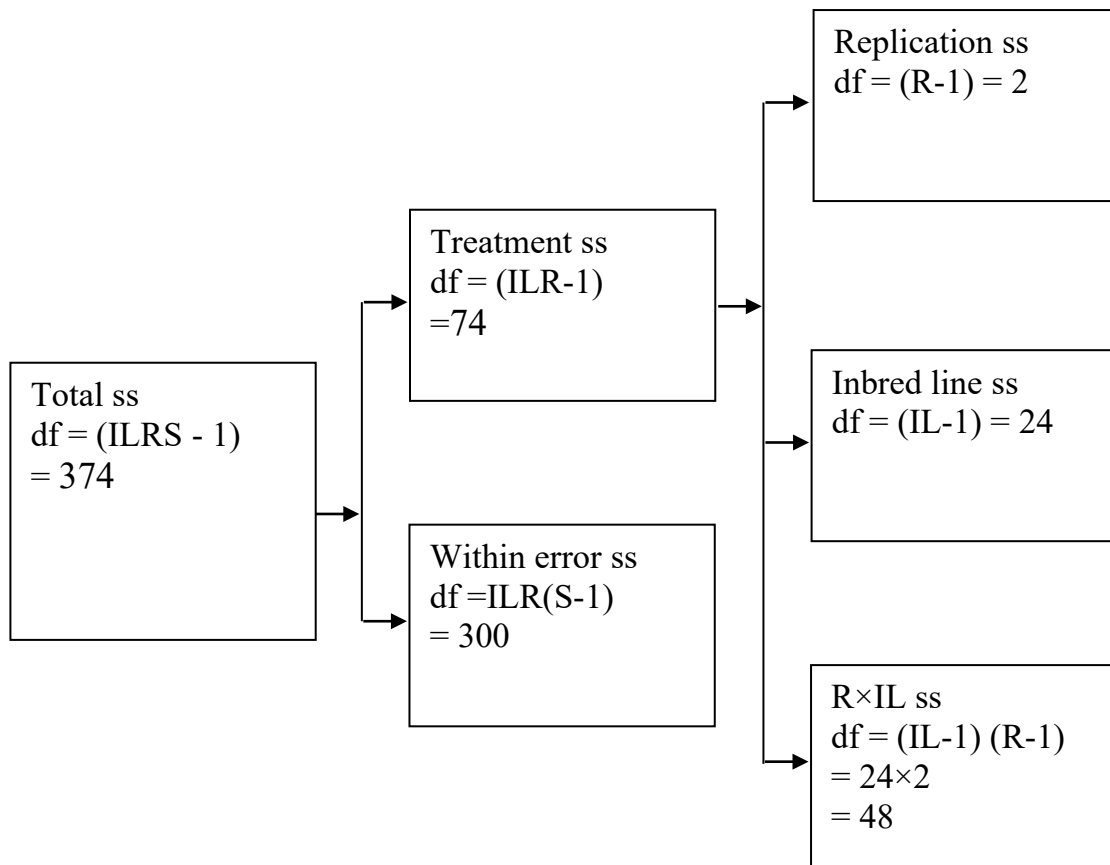 Total ss
df = (ILRS - 1)
= 374
Treatment ss
df = (ILR-1)
=74
Within error ss
df =ILR(S-1)
= 300
Replication ss
df = (R-1) = 2
Inbred line ss
df = (IL-1) = 24
R×IL ss
df = (IL-1) (R-1)
= 24×2
= 48